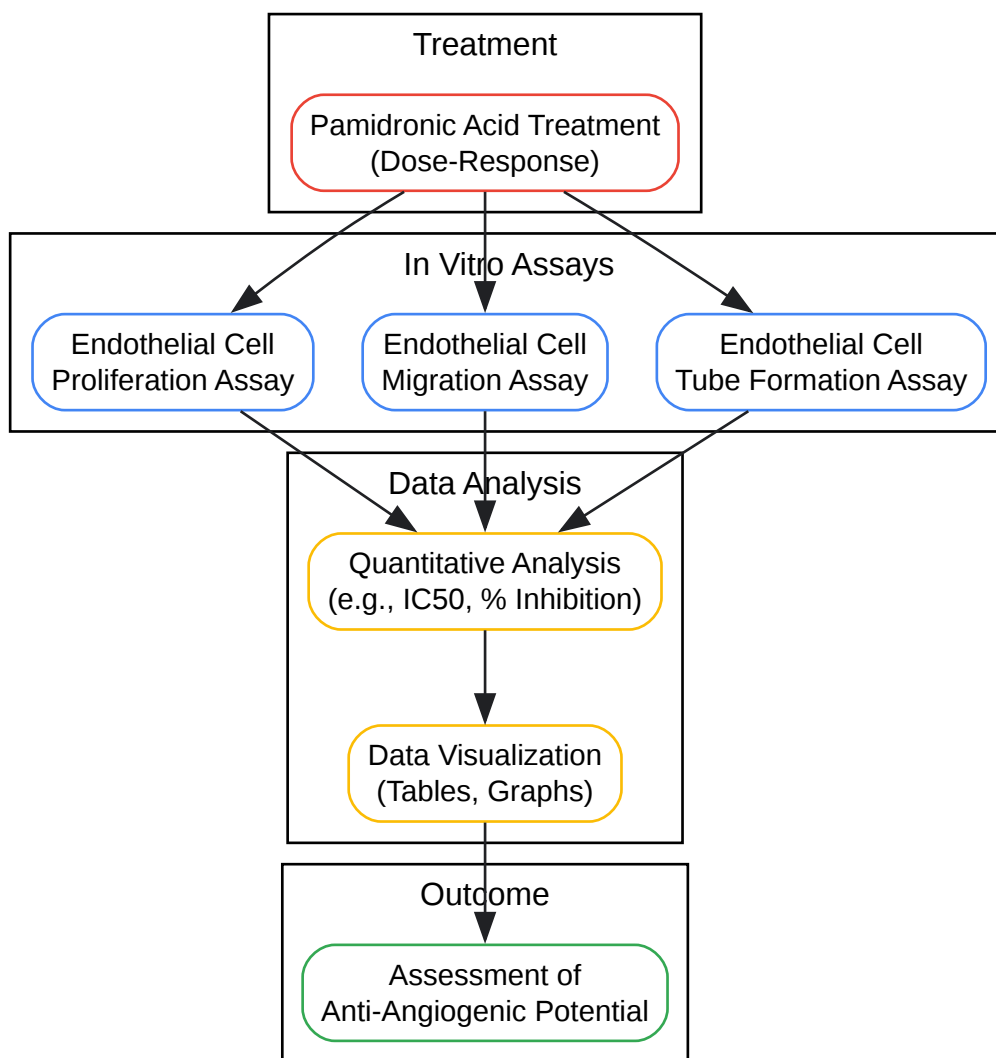 Treatment
Pamidronic Acid Treatment
(Dose-Response)
In Vitro Assays
Endothelial Cell
Proliferation Assay
Endothelial Cell
Migration Assay
Endothelial Cell
Tube Formation Assay
Data Analysis
Quantitative Analysis
(e.g., IC50, % Inhibition)
Data Visualization
(Tables, Graphs)
Outcome
Assessment of
Anti-Angiogenic Potential